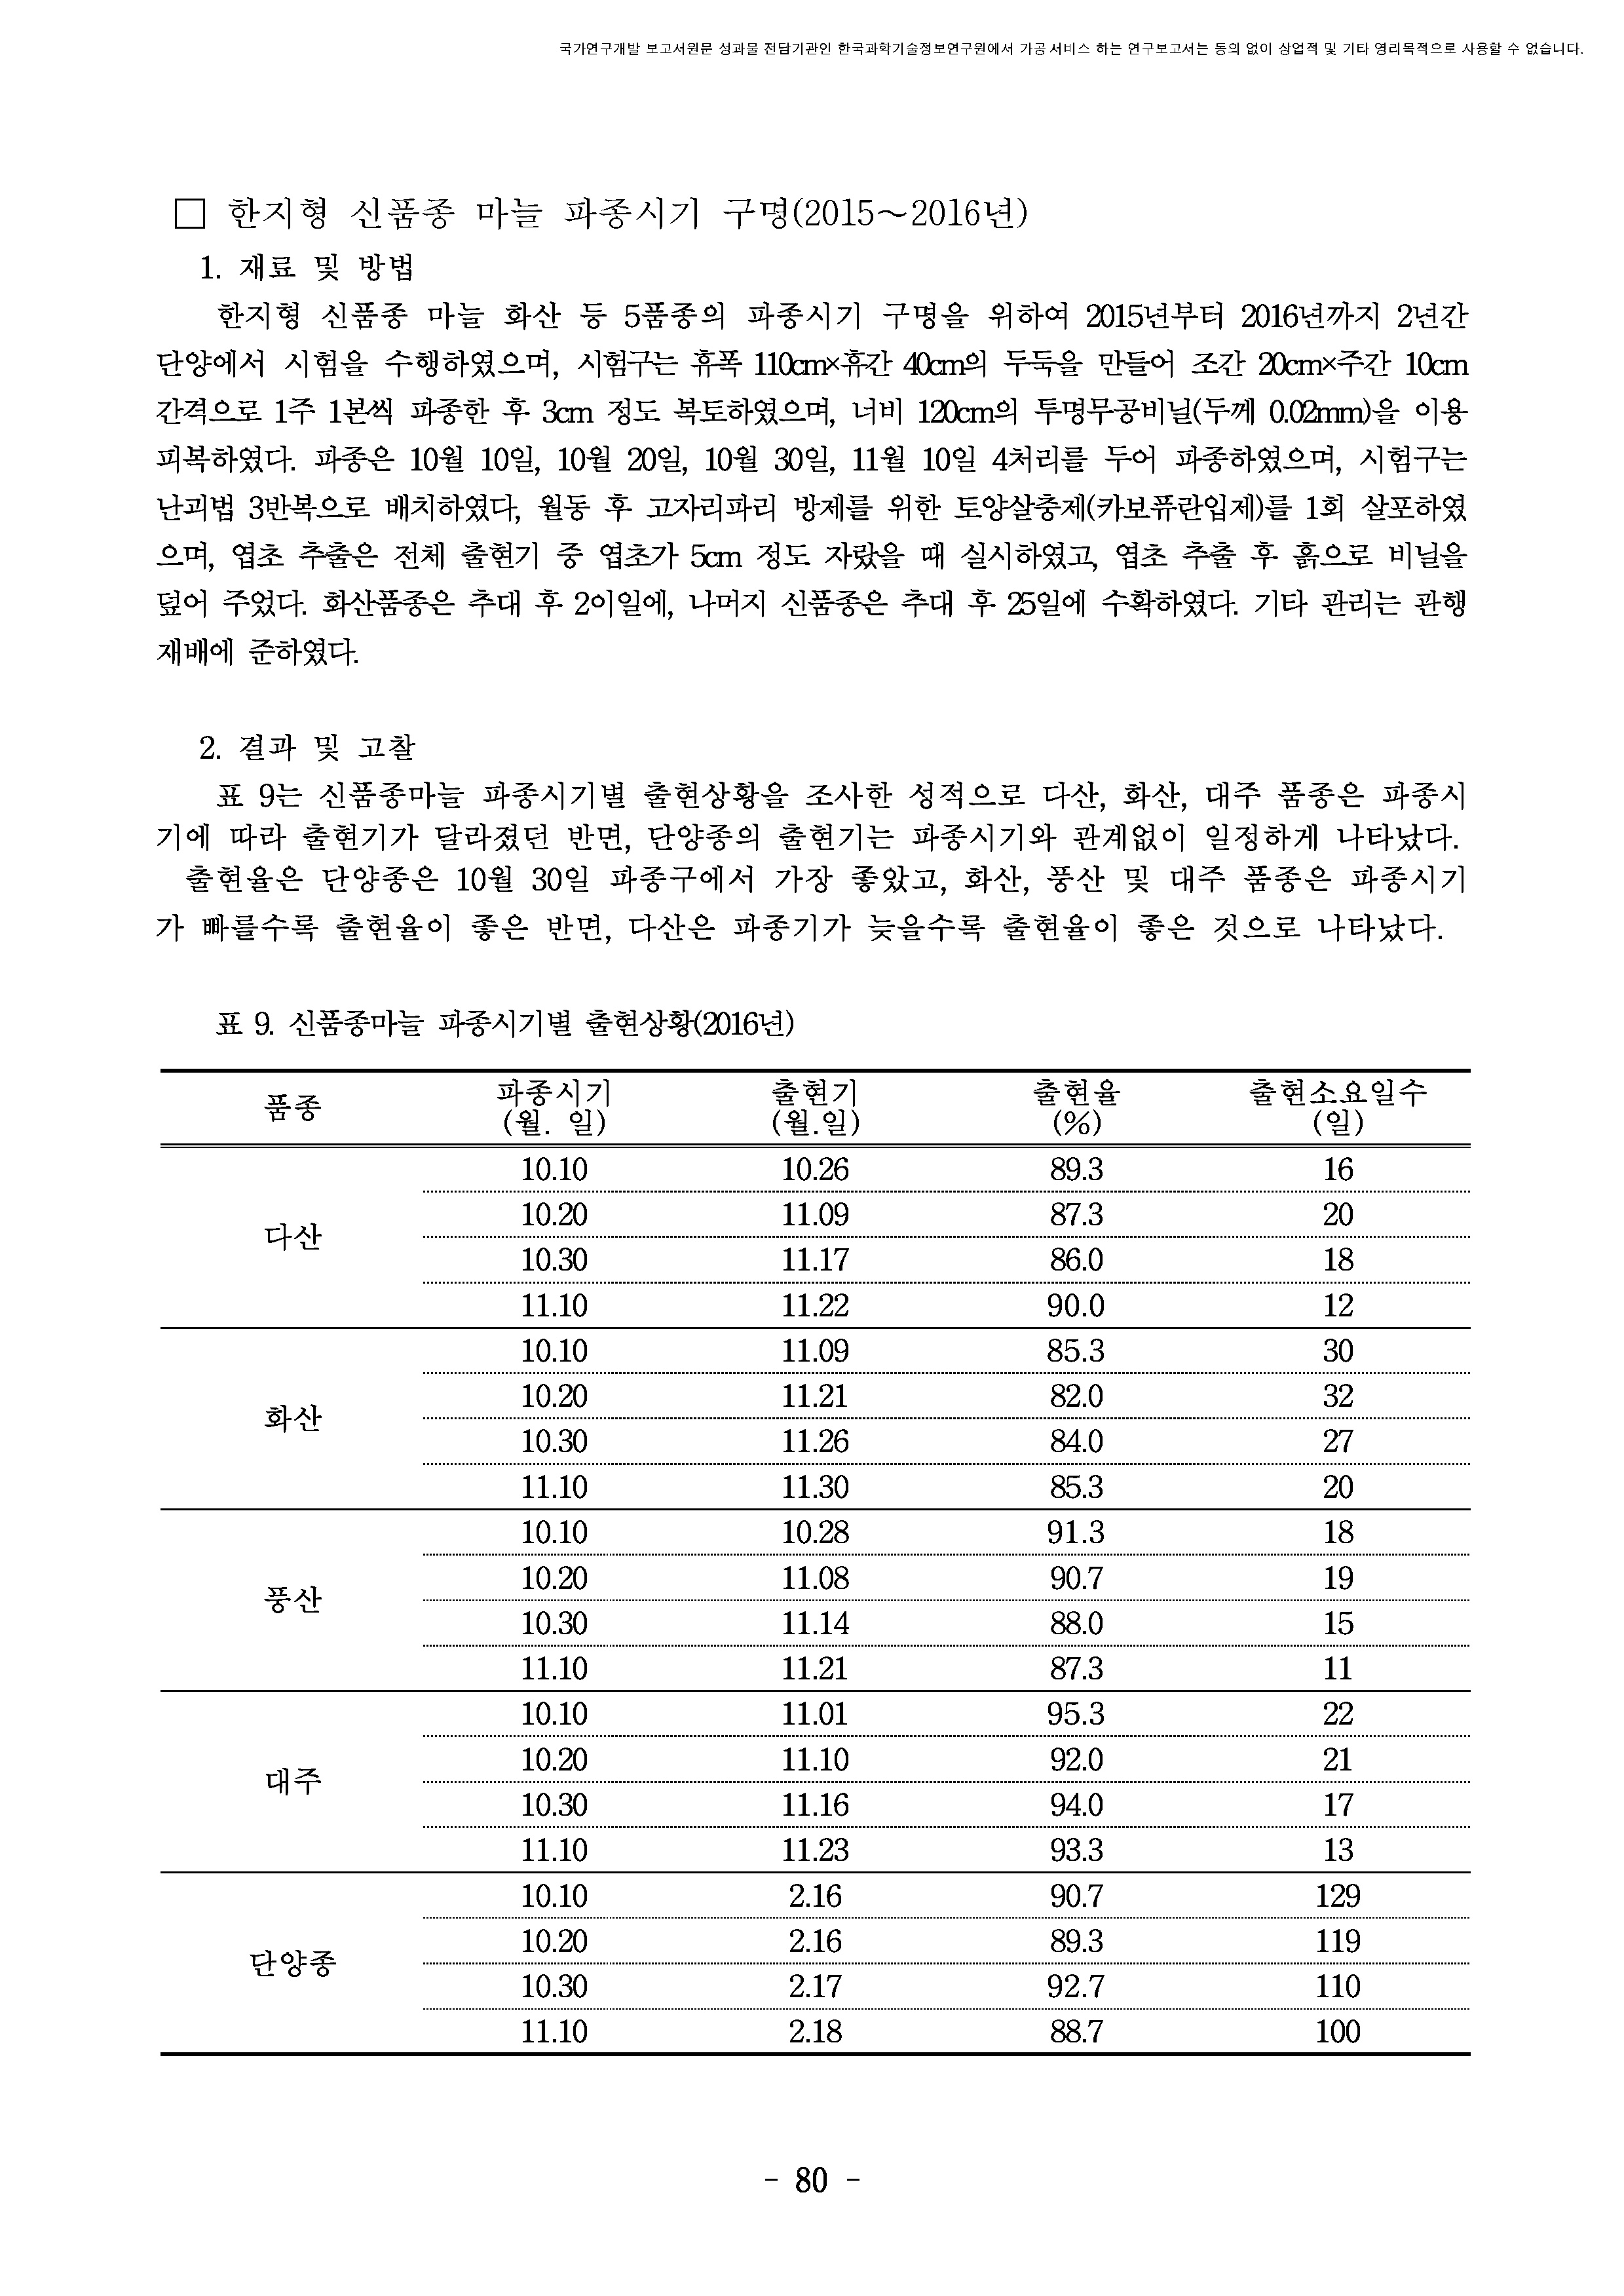 국가연구개발 보고서원문 성과물 전담기관인 한국과학기술정보연구원에서 가공·서비스 하는 연구보고서는 동의 없이 상업적 및 기타 영리목적으로 사용할 수 없습니다.
□ 한지형 신품종 마늘 파종시기 구명(2015～2016년)
1. 재료 및 방법
한지형 신품종 마늘 화산 등 5품종의 파종시기 구명을 위하여 2015년부터 2016년까지 2년간
단양에서 시험을 수행하였으며, 시험구는 휴폭 110cm×휴간 40cm의 두둑을 만들어 조간 20cm×주간 10cm
간격으로 1주 1본씩 파종한 후 3cm 정도 복토하였으며, 너비 120cm의 투명무공비닐(두께 0.02mm)을 이용
피복하였다. 파종은 10월 10일, 10월 20일, 10월 30일, 11월 10일 4처리를 두어 파종하였으며, 시험구는
난괴법 3반복으로 배치하였다, 월동 후 고자리파리 방제를 위한 토양살충제(카보퓨란입제)를 1회 살포하였
으며, 엽초 추출은 전체 출현기 중 엽초가 5cm 정도 자랐을 때 실시하였고, 엽초 추출 후 흙으로 비닐을
덮어 주었다. 화산품종은 추대 후 2이일에, 나머지 신품종은 추대 후 25일에 수확하였다. 기타 관리는 관행
재배에 준하였다.
2. 결과 및 고찰
표 9는 신품종마늘 파종시기별 출현상황을 조사한 성적으로 다산, 화산, 대주 품종은 파종시
기에 따라 출현기가 달라졌던 반면, 단양종의 출현기는 파종시기와 관계없이 일정하게 나타났다.
출현율은 단양종은 10월 30일 파종구에서 가장 좋았고, 화산, 풍산 및 대주 품종은 파종시기
가 빠를수록 출현율이 좋은 반면, 다산은 파종기가 늦을수록 출현율이 좋은 것으로 나타났다.
표 9. 신품종마늘 파종시기별 출현상황(2016년)
품종 파종시기 (월. 일) 출현기 (월.일) 출현율 (%) 출현소요일수 (일)
다산 10.10 10.26 89.3 16
10.20 11.09 87.3 20
10.30 11.17 86.0 18
11.10 11.22 90.0 12
화산 10.10 11.09 85.3 30
10.20 11.21 82.0 32
10.30 11.26 84.0 27
11.10 11.30 85.3 20
풍산 10.10 10.28 91.3 18
10.20 11.08 90.7 19
10.30 11.14 88.0 15
11.10 11.21 87.3 11
대주 10.10 11.01 95.3 22
10.20 11.10 92.0 21
10.30 11.16 94.0 17
11.10 11.23 93.3 13
단양종 10.10 2.16 90.7 129
10.20 2.16 89.3 119
10.30 2.17 92.7 110
11.10 2.18 88.7 100
- 80 -